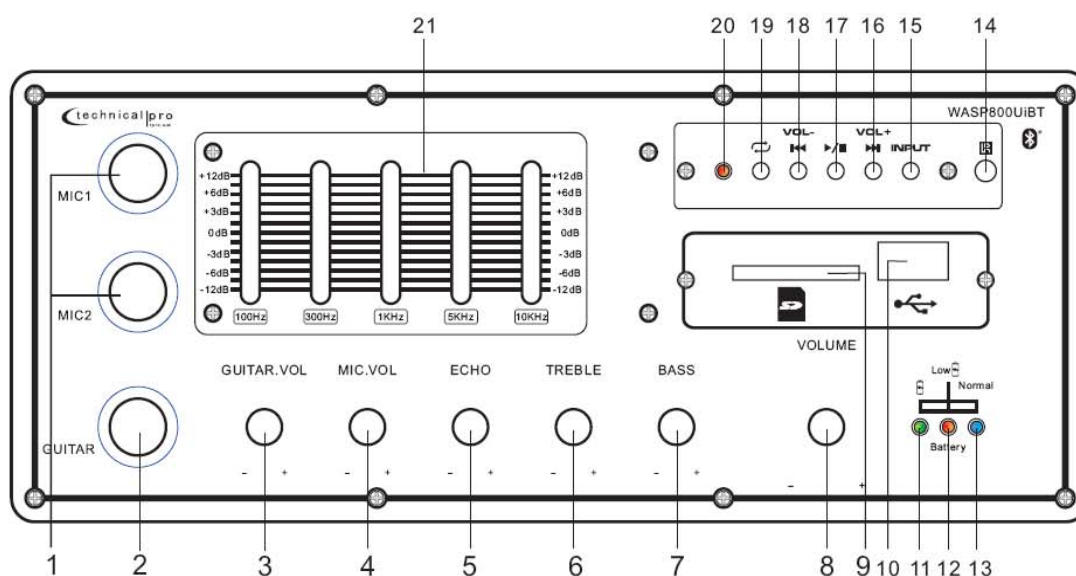 21 20 19 18 17 16 15 14
technical pro
WASP800UiBT
VOL- VOL+
INPUT
IR
MIC1
+12dB +12dB
+6dB +6dB
+3dB +3dB
0dB 0dB
-3dB -3dB
-6dB -6dB
-12dB -12dB
100Hz 300Hz 1KHz 5KHz 10KHz
MIC2
VOLUME
GUITAR.VOL MIC.VOL ECHO TREBLE BASS
Low
Normal
GUITAR
Battery
- + - + - + - + - + - +
1 2 3 4 5 6 7 8 9 10 11 12 13